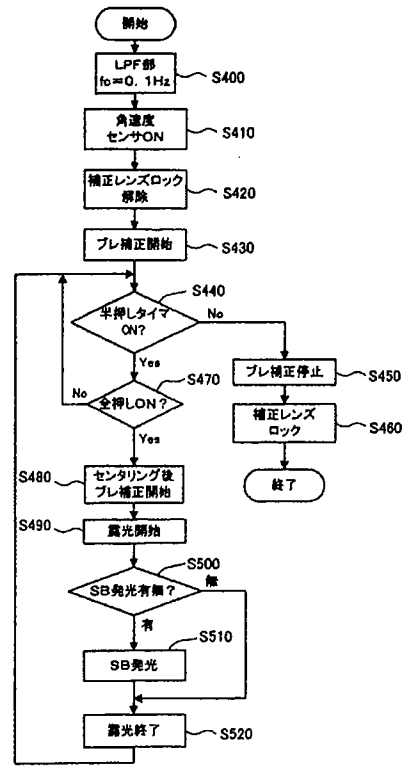 開始
LPF部
fc=0.1Hz
S400
角速度
センサON
S410
補正レンズロック
解除
S420
ブレ補正開始
S430
S440
半押しタイマ
ON?
No
Yes
S470
ブレ補正停止
S450
No
全押しON?
補正レンズ
ロック
S460
Yes
S480
センタリング後
ブレ補正開始
終了
S490
露光開始
S500
SB発光有無?
無
有
S510
SB発光
露光終了
S520